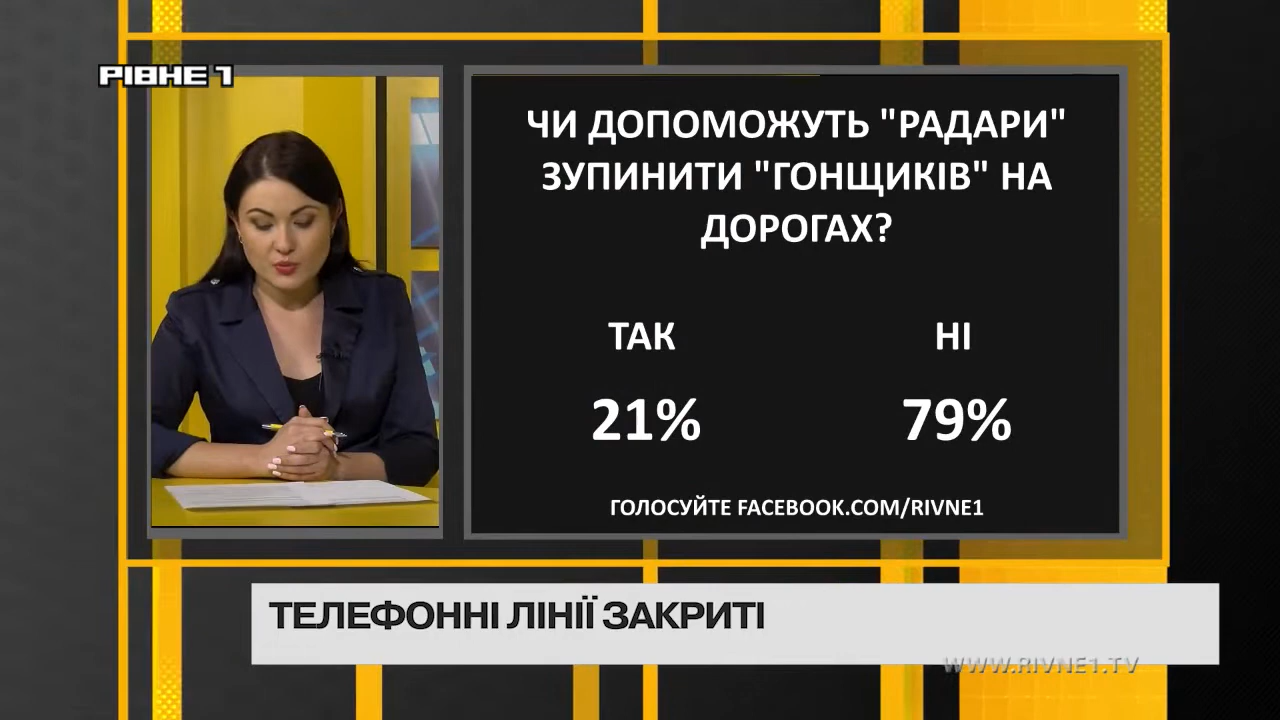 РІВНЕ 1
ЧИ ДОПОМОЖУТЬ "РАДАРИ"
ЗУПИНИТИ "ГОНЩИКІВ" НА
ДОРОГАХ?
ТАК НІ
21% 79%
ГОЛОСУЙТЕ FACEBOOK.COM/RIVNE1
ТЕЛЕФОННІ ЛІНІЇ ЗАКРИТІ
WWW.RIVNE1.TV